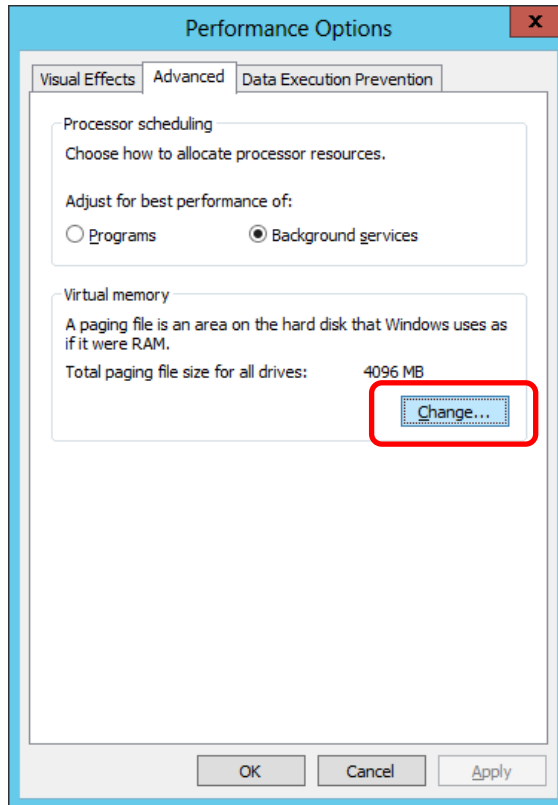 Performance Options
x
Visual Effects Advanced Data Execution Prevention
Processor scheduling
Choose how to allocate processor resources.
Adjust for best performance of:
Programs Background services
Virtual memory
A paging file is an area on the hard disk that Windows uses as
if it were RAM.
Total paging file size for all drives: 4096 MB
Change...
OK Cancel Apply